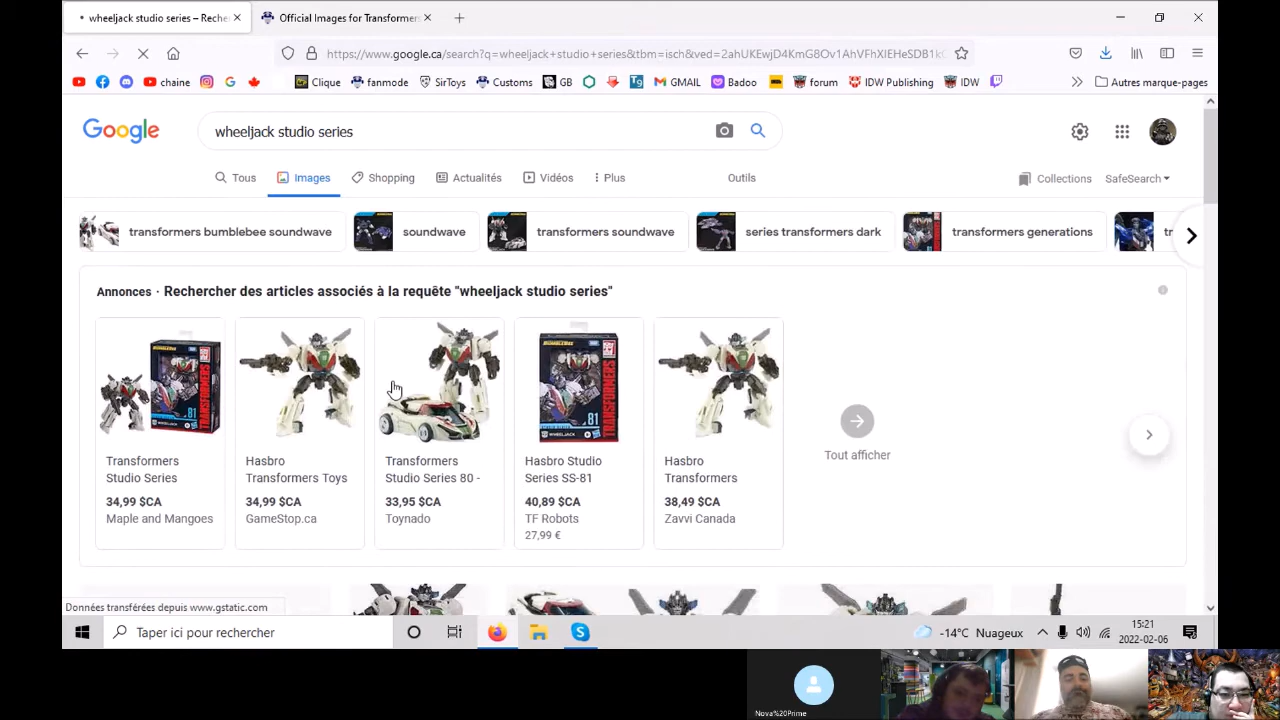 wheeljack studio series – Reche
Official Images for Transformer
https://www.google.ca/search?q=wheeljack+studio+series&tbm=isch&ved=
chaine
Clique
fanmode
SirToys
Customs
GB
GMAIL
Badoo
forum
IDW Publishing
IDW
Autres marque-pages
Google
wheeljack studio series
Tous
Images
Shopping
Actualités
Vidéos
Plus
Outils
Collections
SafeSearch
transformers bumblebee soundwave
soundwave
transformers soundwave
series transformers dark
transformers generations
Annonces · Rechercher des articles associés à la requête "wheeljack studio series"
Transformers
Studio Series
34,99 $CA
Maple and Mangoes
Hasbro
Transformers Toys
34,99 $CA
GameStop.ca
Transformers
Studio Series 80 -
33,95 $CA
Toynado
TRANSFORMERS
81
Hasbro Studio
Series SS-81
40,89 $CA
TF Robots
27,99 €
Hasbro
Transformers
38,49 $CA
Zavvi Canada
Tout afficher
Données transférées depuis www.gstatic.com
Taper ici pour rechercher
-14°C Nuageux
15:21
2022-02-06
Nova%20Prime